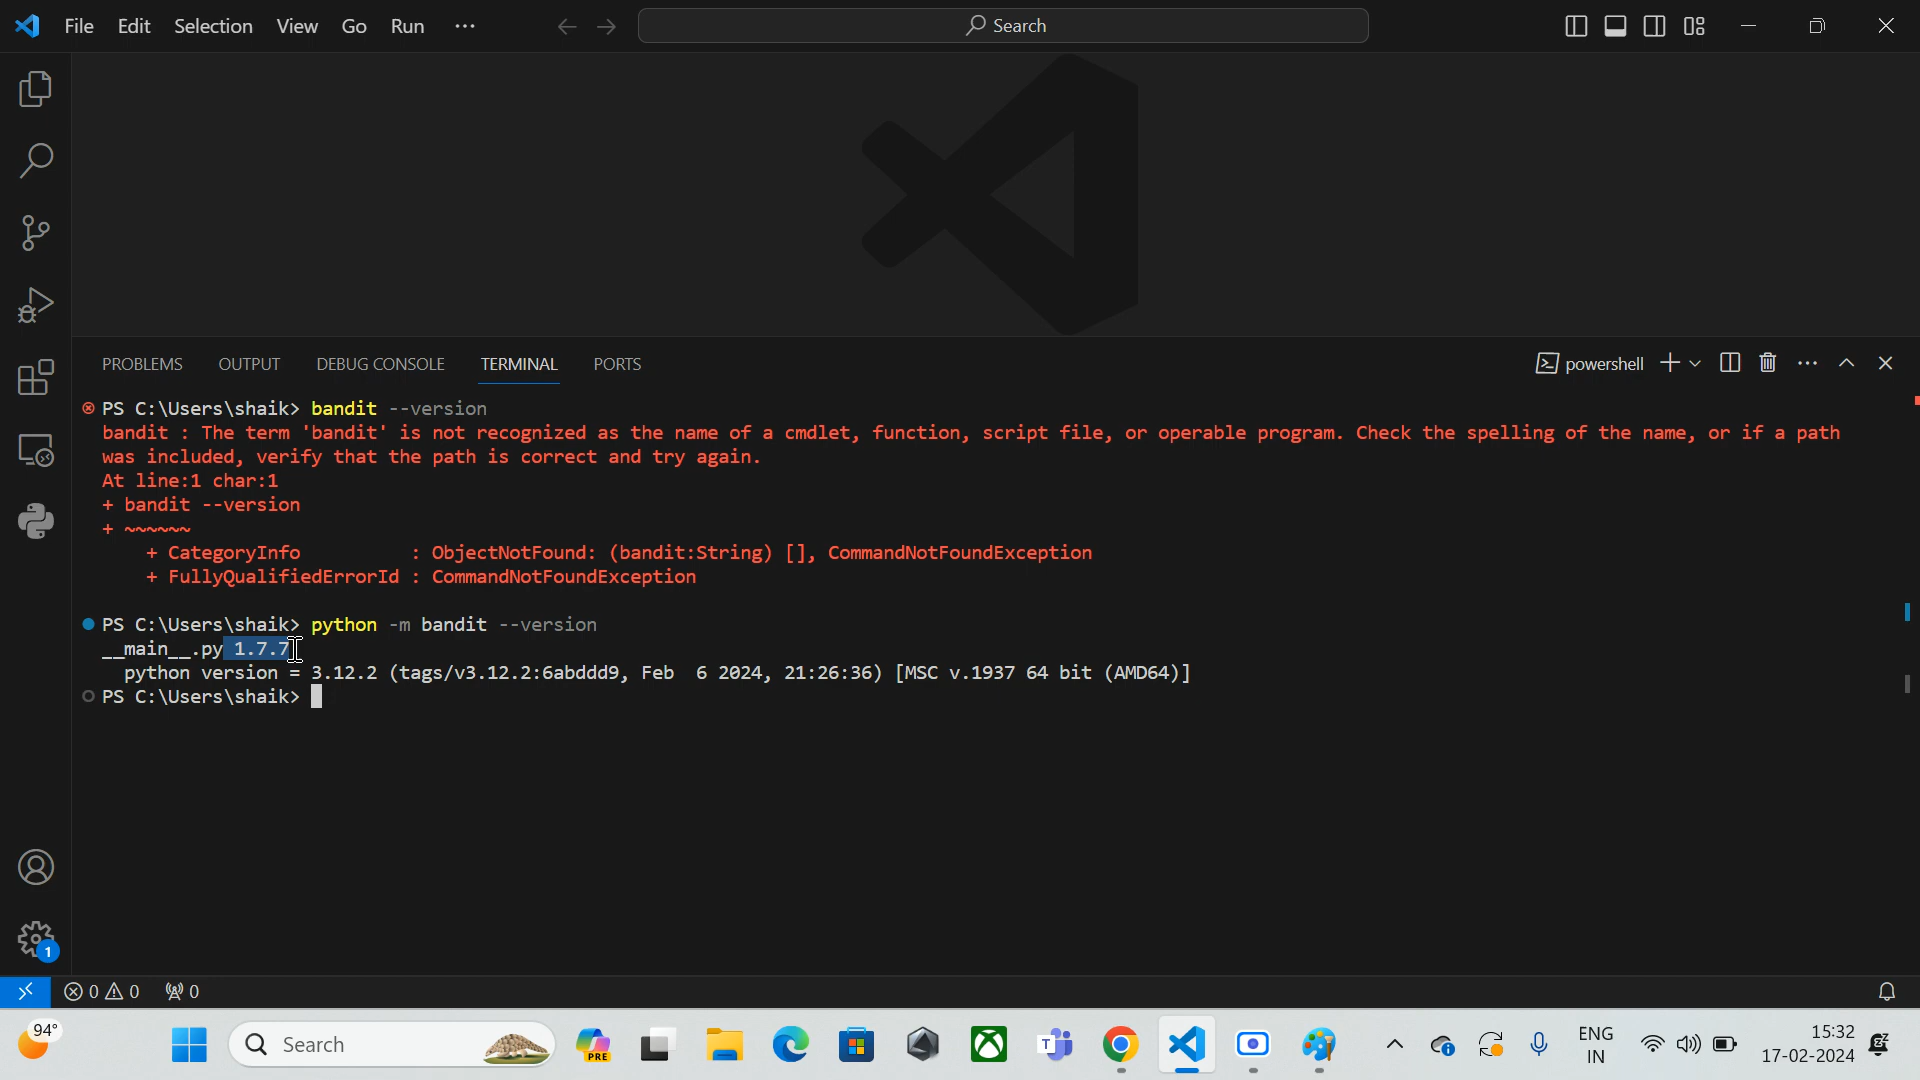 File Edit Selection View Go Run ···
Search
PROBLEMS OUTPUT DEBUG CONSOLE TERMINAL PORTS
powershell
PS C:\Users\shaik> bandit --version
bandit : The term 'bandit' is not recognized as the name of a cmdlet, function, script file, or operable program. Check the spelling of the name, or if a path
was included, verify that the path is correct and try again.
At line:1 char:1
+ bandit --version
+ ~~~~~~
+ CategoryInfo : ObjectNotFound: (bandit:String) [], CommandNotFoundException
+ FullyQualifiedErrorId : CommandNotFoundException
PS C:\Users\shaik> python -m bandit --version
__main__.py 1.7.7
python version = 3.12.2 (tags/v3.12.2:6abddd9, Feb  6 2024, 21:26:36) [MSC v.1937 64 bit (AMD64)]
PS C:\Users\shaik>
1
0 0 0
94°
Search
PRE
ENG
IN
15:32
17-02-2024